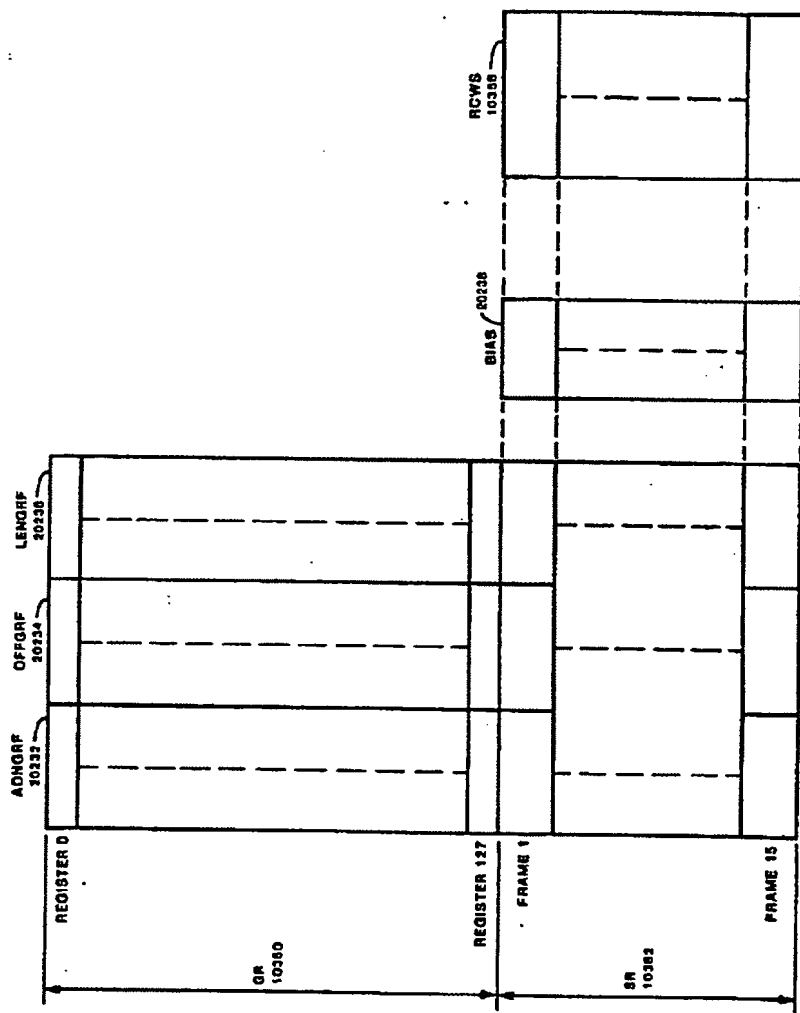 AONGRF
20232
OFFGRF
20234
LENGRF
20236
BIAS
20238
RCWS
10358
REGISTER 0
REGISTER 127
FRAME 1
FRAME 15
GR
10360
SR
10362